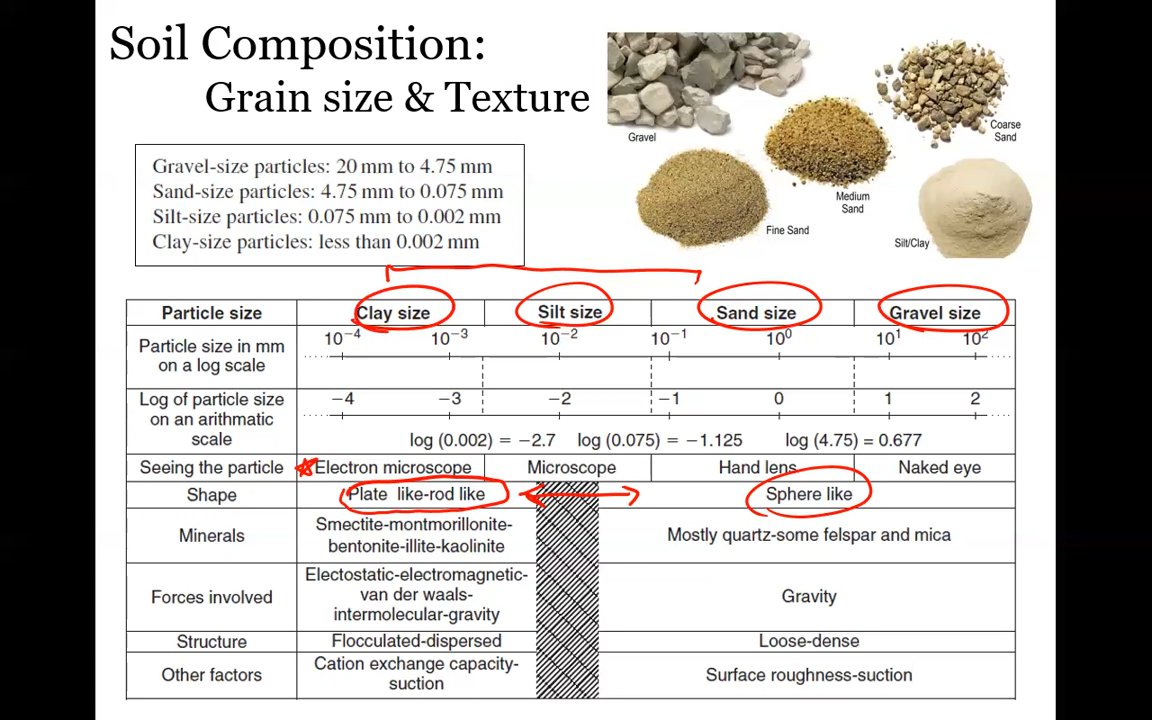 Soil Composition:
Grain size & Texture
Gravel
Coarse
Sand
Medium
Sand
Fine Sand
Silt/Clay
Gravel-size particles: 20 mm to 4.75 mm
Sand-size particles: 4.75 mm to 0.075 mm
Silt-size particles: 0.075 mm to 0.002 mm
Clay-size particles: less than 0.002 mm
Particle size Clay size Silt size Sand size Gravel size
Particle size in mm
on a log scale
10⁻⁴ 10⁻³ 10⁻² 10⁻¹ 10⁰ 10¹ 10²
Log of particle size
on an arithmatic
scale
−4 −3 −2 −1 0 1 2
log (0.002) = −2.7 log (0.075) = −1.125 log (4.75) = 0.677
Seeing the particle Electron microscope Microscope Hand lens Naked eye
Shape Plate like-rod like Sphere like
Minerals
Smectite-montmorillonite-
bentonite-illite-kaolinite
Mostly quartz-some felspar and mica
Forces involved
Electostatic-electromagnetic-
van der waals-
intermolecular-gravity
Gravity
Structure Flocculated-dispersed Loose-dense
Other factors
Cation exchange capacity-
suction
Surface roughness-suction